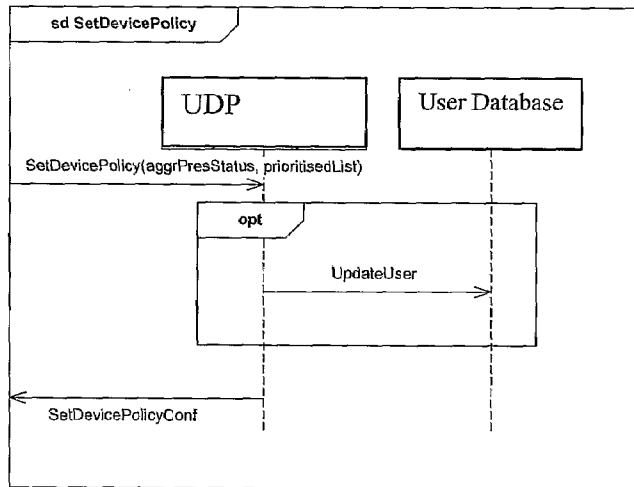 sd SetDevicePolicy
UDP
User Database
SetDevicePolicy(aggrPresStatus, prioritisedList)
opt
UpdateUser
SetDevicePolicyConf